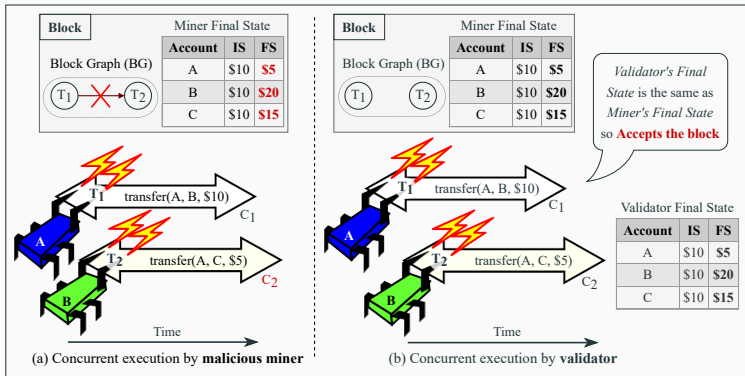 Block
Miner Final State
Block Graph (BG)
T1 T2
Account IS FS
A $10 $5
B $10 $20
C $10 $15
T1
transfer(A, B, $10)
C1
A
T2
transfer(A, C, $5)
C2
B
Time
(a) Concurrent execution by malicious miner
Block
Miner Final State
Block Graph (BG)
T1 T2
Account IS FS
A $10 $5
B $10 $20
C $10 $15
Validator's Final
State is the same as
Miner's Final State
so Accepts the block
T1
transfer(A, B, $10)
C1
A
T2
transfer(A, C, $5)
C2
B
Validator Final State
Account IS FS
A $10 $5
B $10 $20
C $10 $15
Time
(b) Concurrent execution by validator